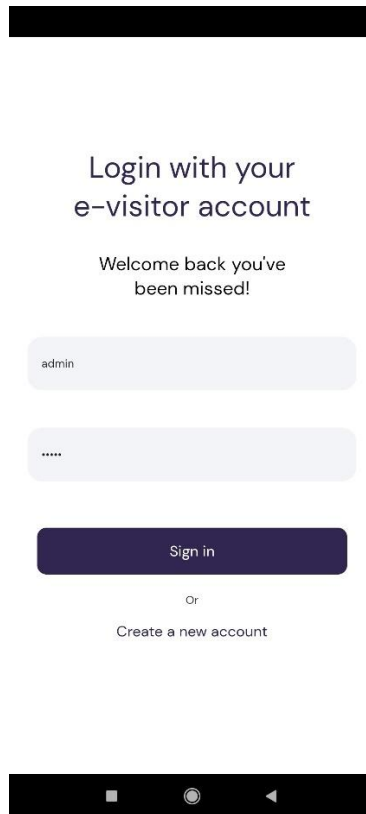 Login with your
e-visitor account
Welcome back you've
been missed!
admin
•••••
Sign in
Or
Create a new account